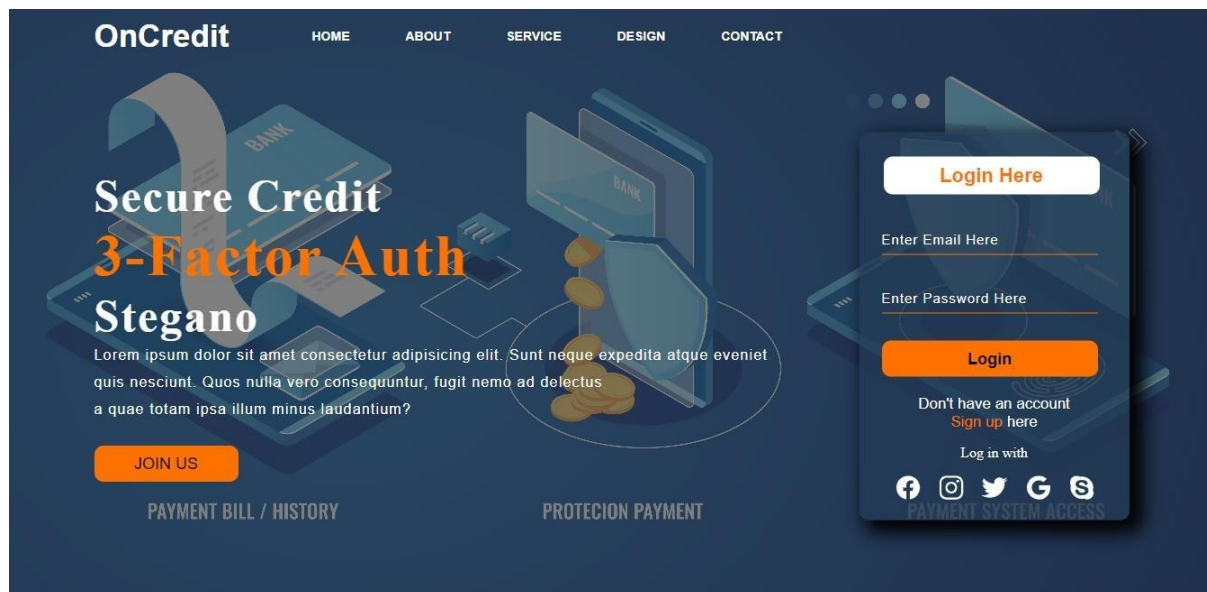 OnCredit
HOME ABOUT SERVICE DESIGN CONTACT
BANK
BANK
Secure Credit
3-Factor Auth
Stegano
Lorem ipsum dolor sit amet consectetur adipisicing elit. Sunt neque expedita atque eveniet
quis nesciunt. Quos nulla vero consequuntur, fugit nemo ad delectus
a quae totam ipsa illum minus laudantium?
JOIN US
PAYMENT BILL / HISTORY
PROTECION PAYMENT
Login Here
Enter Email Here
Enter Password Here
Login
Don't have an account
Sign up here
Log in with
PAYMENT SYSTEM ACCESS